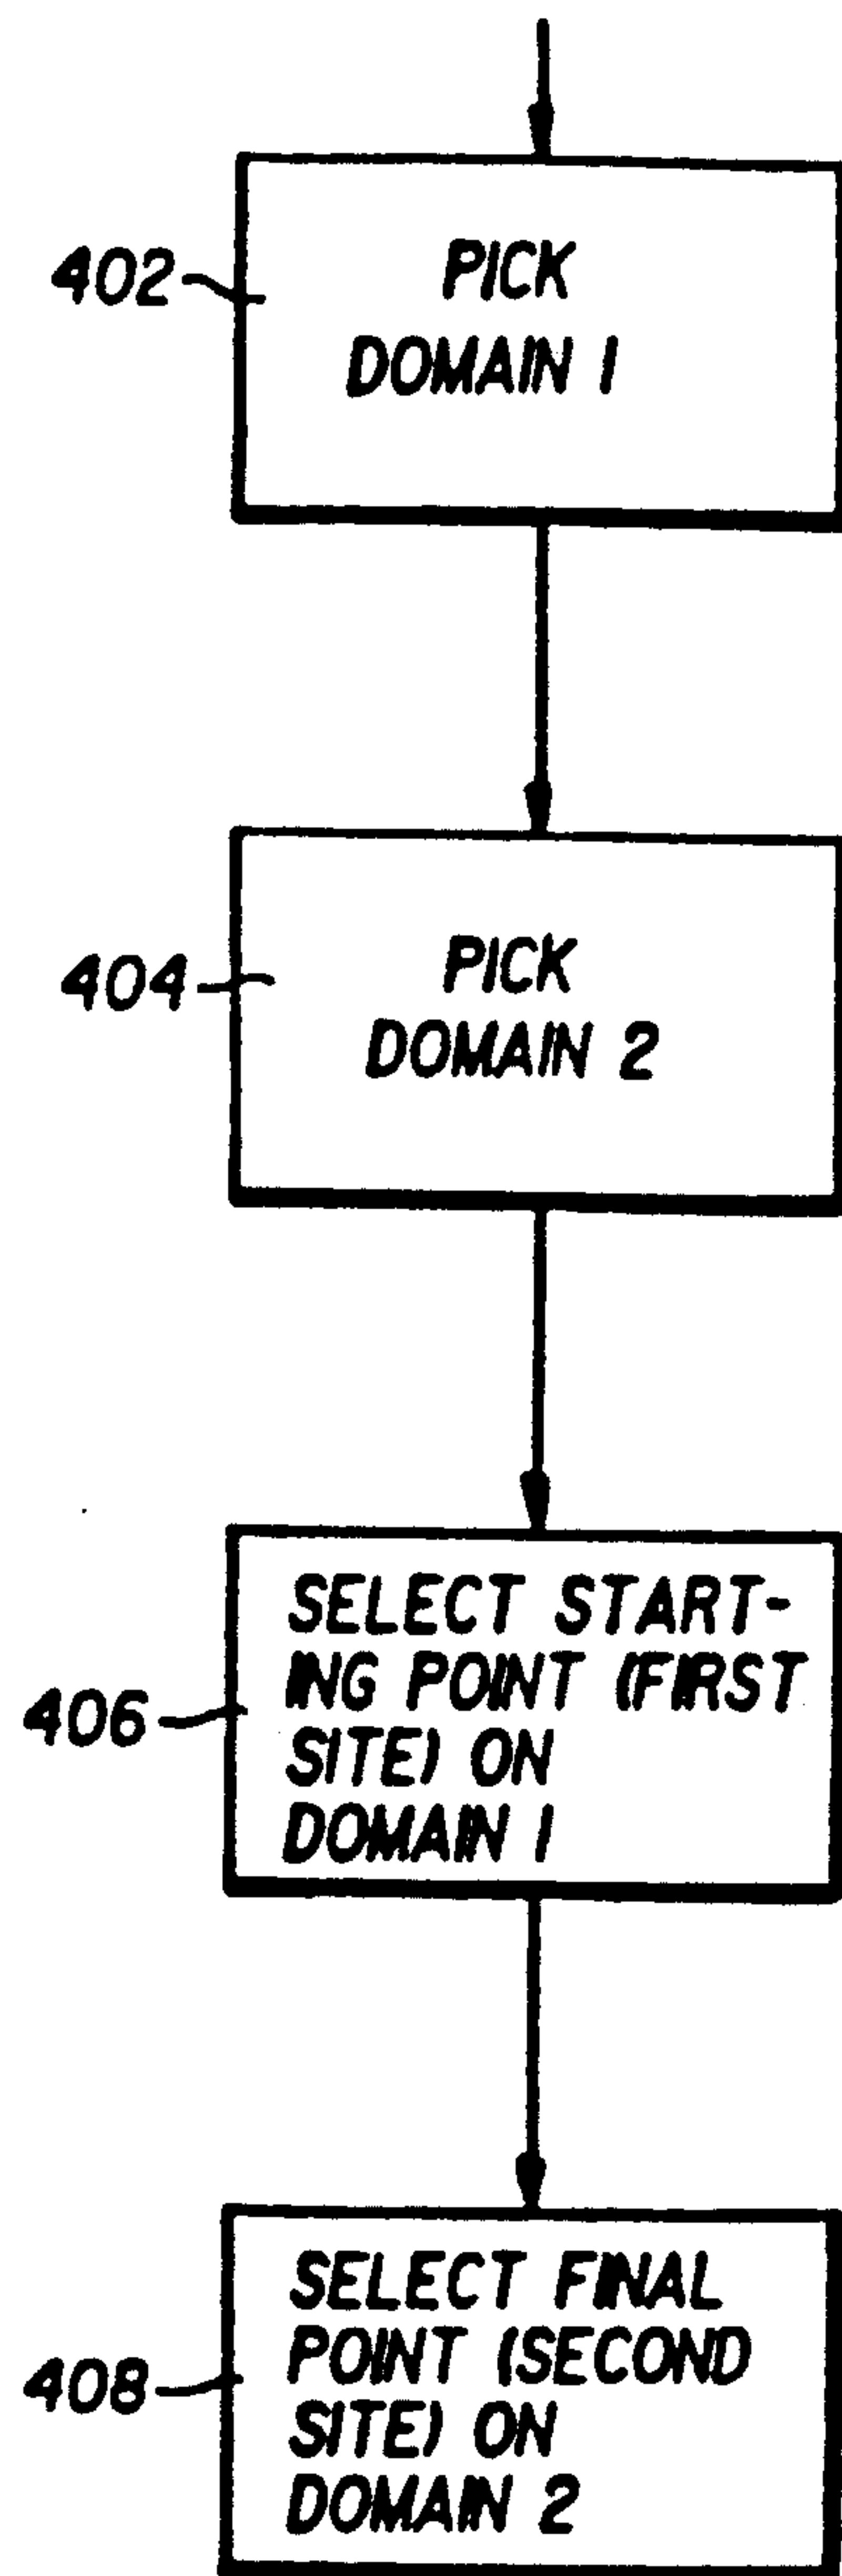 402
PICK
DOMAIN 1
404
PICK
DOMAIN 2
406
SELECT START-
ING POINT (FIRST
SITE) ON
DOMAIN 1
408
SELECT FINAL
POINT (SECOND
SITE) ON
DOMAIN 2